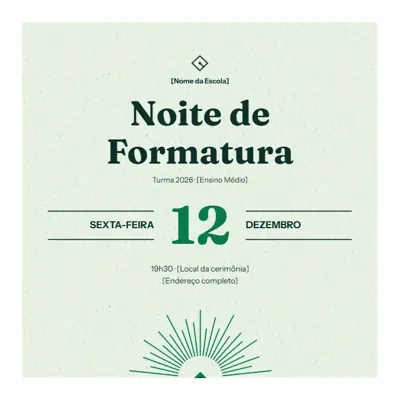 [Nome da Escola]
Noite de
Formatura
Turma 2026 · [Ensino Médio]
SEXTA-FEIRA 12 DEZEMBRO
19h30 · [Local da cerimônia]
[Endereço completo]